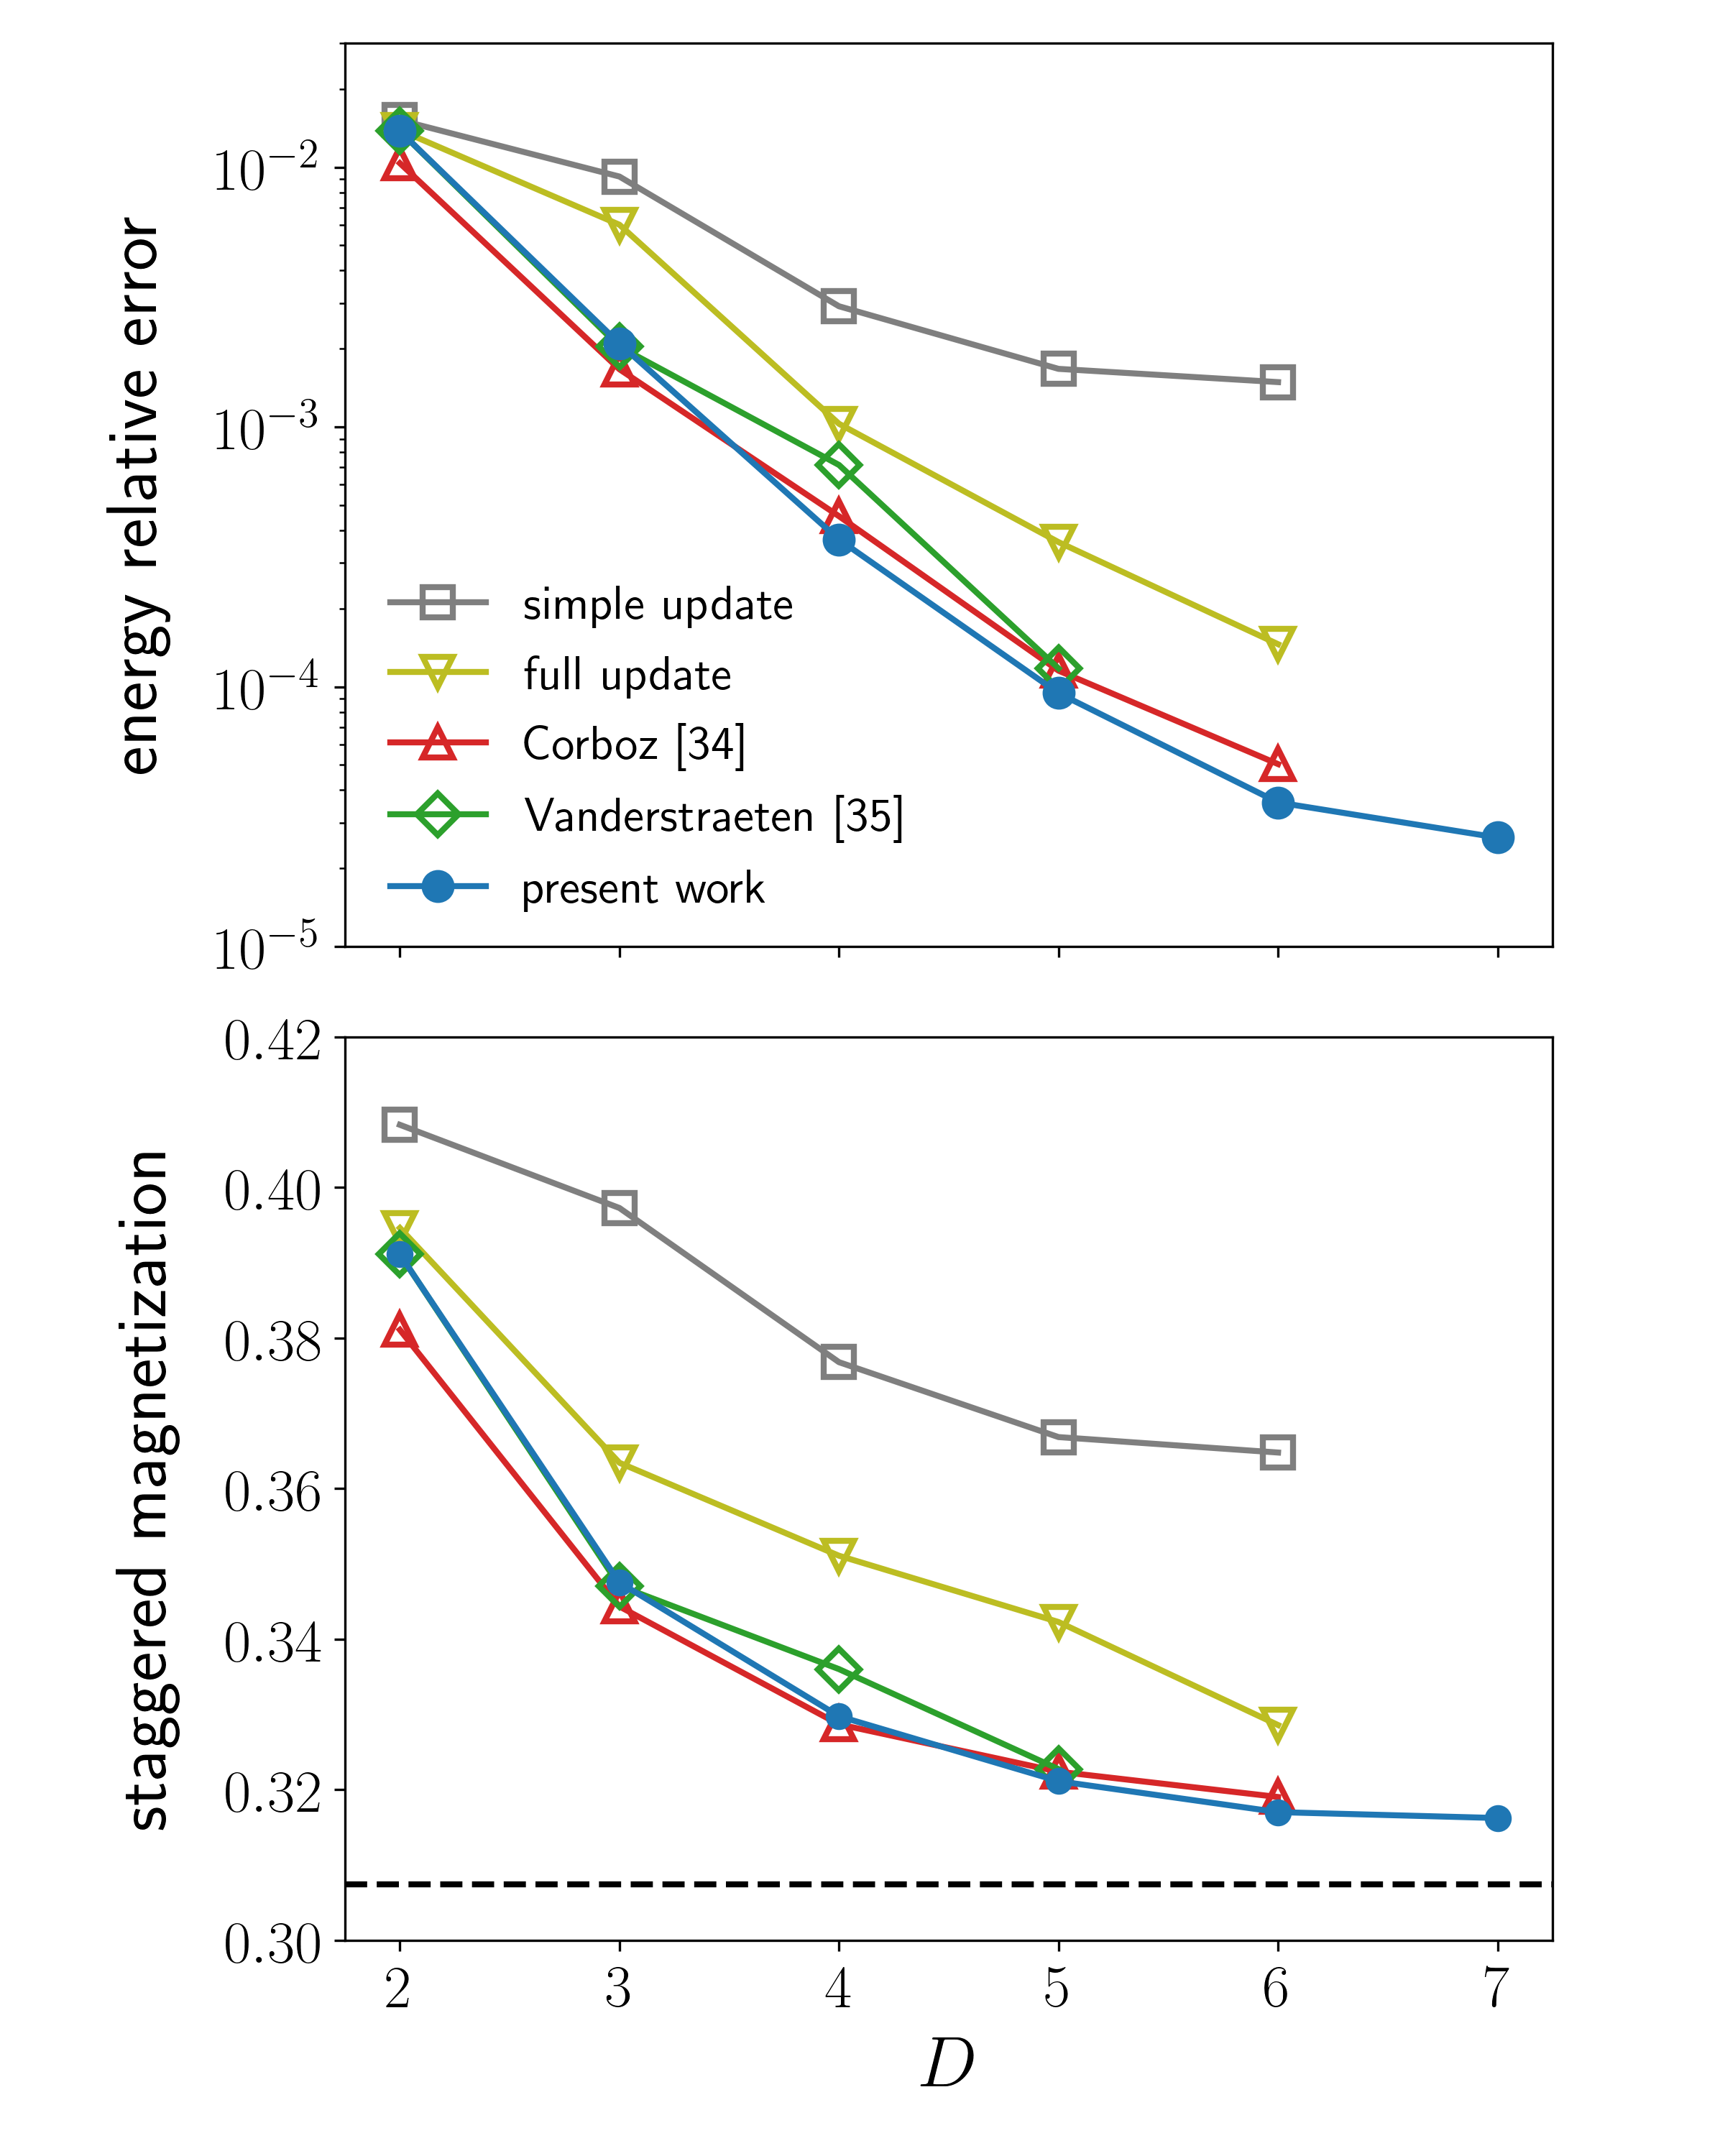 energy relative error
10⁻²
10⁻³
10⁻⁴
10⁻⁵
simple update
full update
Corboz [34]
Vanderstraeten [35]
present work
staggered magnetization
0.42
0.40
0.38
0.36
0.34
0.32
0.30
2 3 4 5 6 7
D